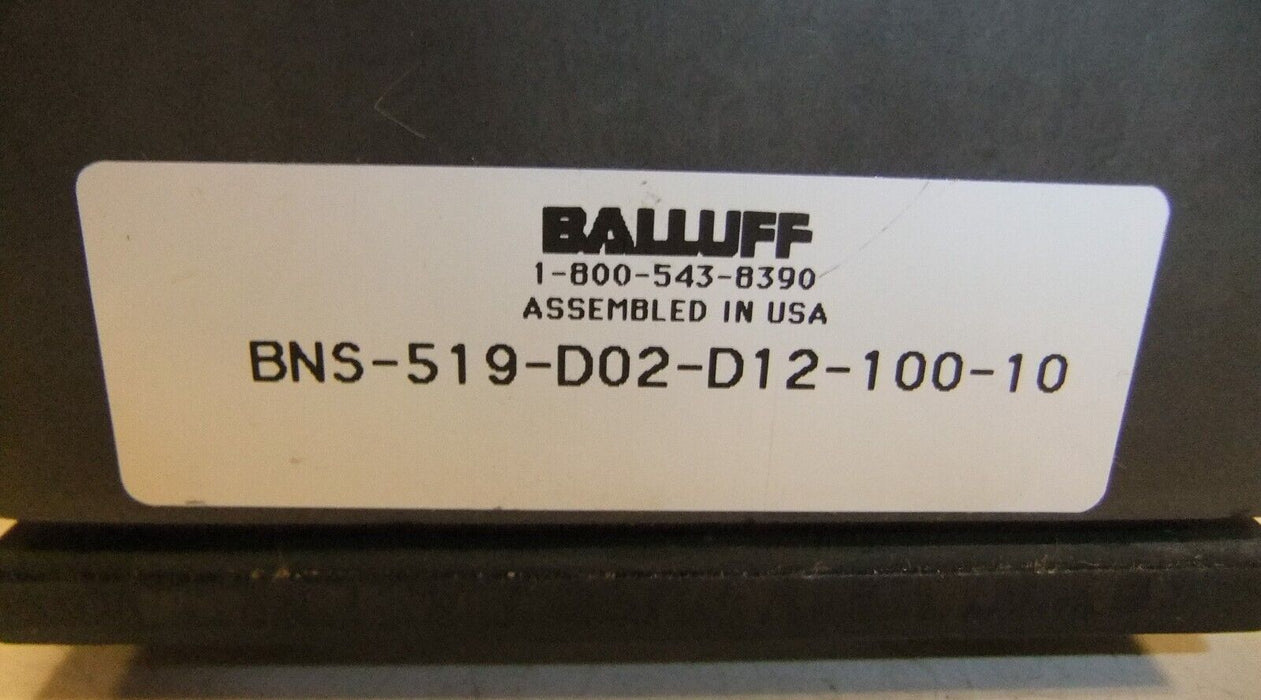 BALLUFF
1-800-543-8390
ASSEMBLED IN USA
BNS-519-D02-D12-100-10